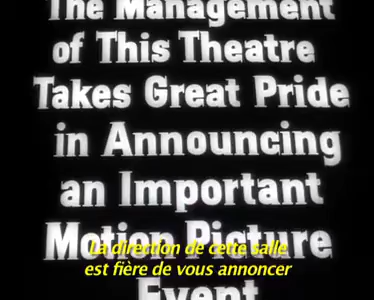 The Management
of This Theatre
Takes Great Pride
in Announcing
an Important
Motion Picture
Event
La direction de cette salle
est fière de vous annoncer